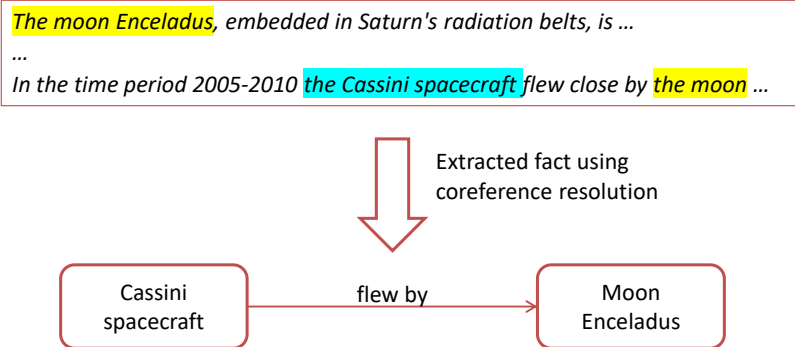 The moon Enceladus, embedded in Saturn's radiation belts, is …
…
In the time period 2005-2010 the Cassini spacecraft flew close by the moon …
Extracted fact using
coreference resolution
Cassini
spacecraft
flew by
Moon
Enceladus